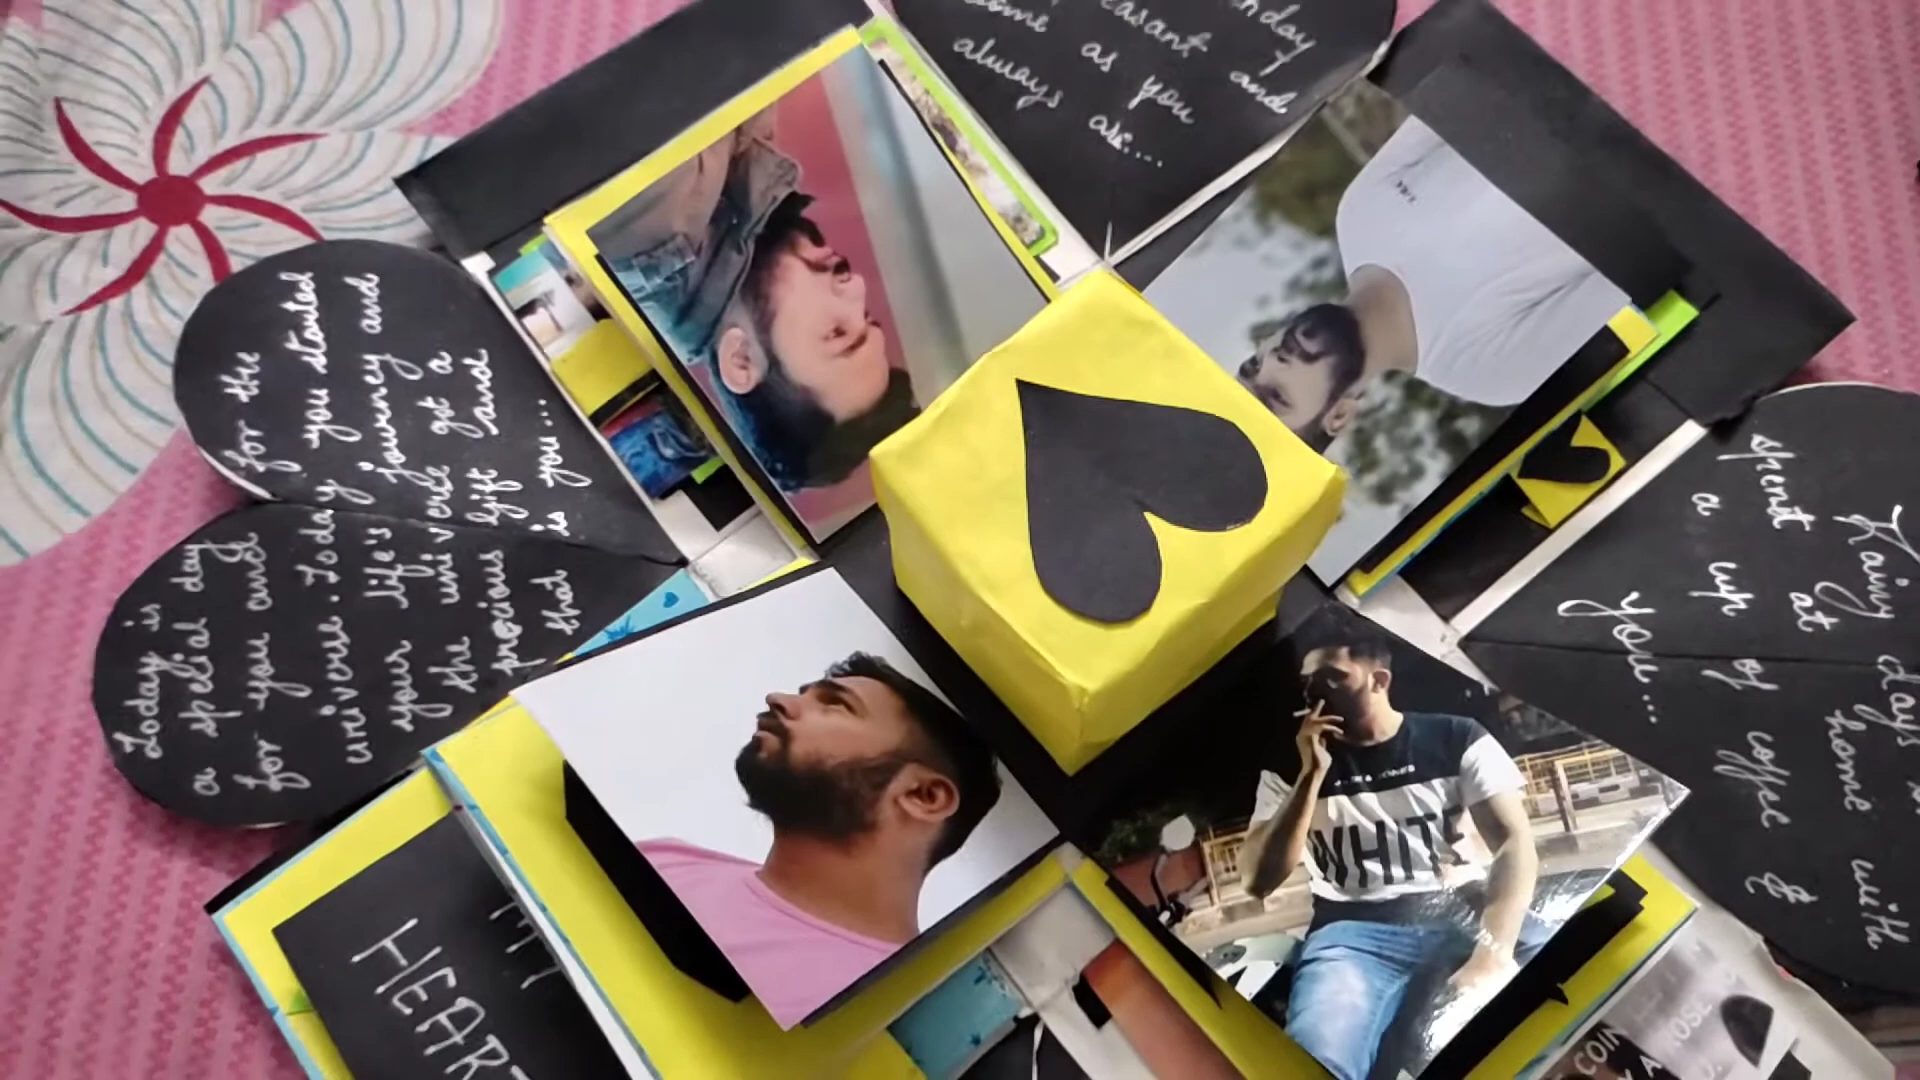 and
as you
always are....
Today is
a special day
for you and for the
universe. Today you started
your life's journey and
the universe got a
precious gift and
that is you...
Rainy days
spent at home with
a cup of coffee &
you...
WHITE
HEART
COIN